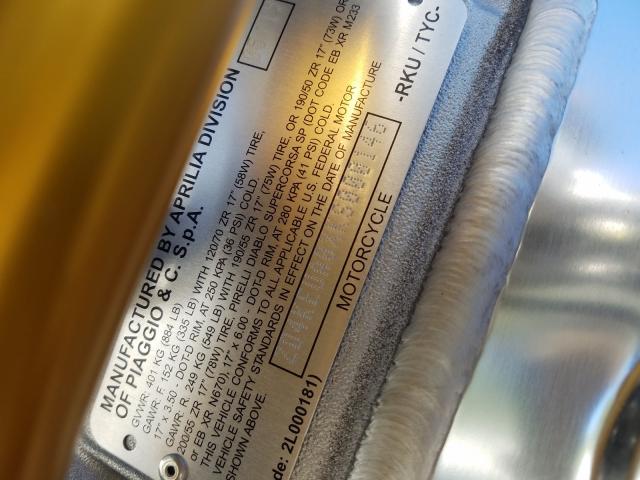 MANUFACTURED BY APRILIA DIVISION
OF PIAGGIO & C. S.p.A.
GVWR: 401 KG (884 LB)
GAWR: F. 152 KG (335 LB) WITH 120/70 ZR 17" (58W) TIRE,
17" x 3.50 - DOT-D RIM, AT 250 KPA (36 PSI) COLD.
GAWR: R. 249 KG (549 LB) WITH 190/55 ZR 17" (75W) TIRE, OR 190/50 ZR 17" (73W) OR
200/55 ZR 17" (78W) TIRE, PIRELLI DIABLO SUPERCORSA SP (DOT CODE EB XR M233
or EB XR N670), 17" x 6.00 - DOT-D RIM, AT 280 KPA (41 PSI) COLD.
THIS VEHICLE CONFORMS TO ALL APPLICABLE U.S. FEDERAL MOTOR
VEHICLE SAFETY STANDARDS IN EFFECT ON THE DATE OF MANUFACTURE
SHOWN ABOVE.
MOTORCYCLE
-RKU / TYC-
de: 2L000181)